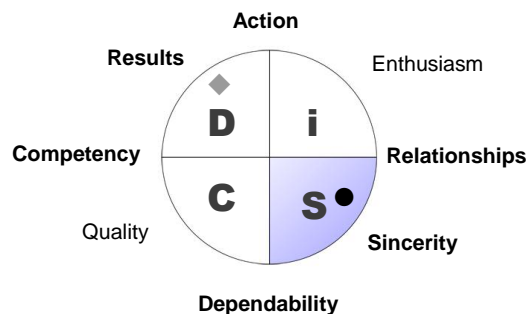 Action
Results
Enthusiasm
D
i
Competency
Relationships
C
S
Quality
Sincerity
Dependability